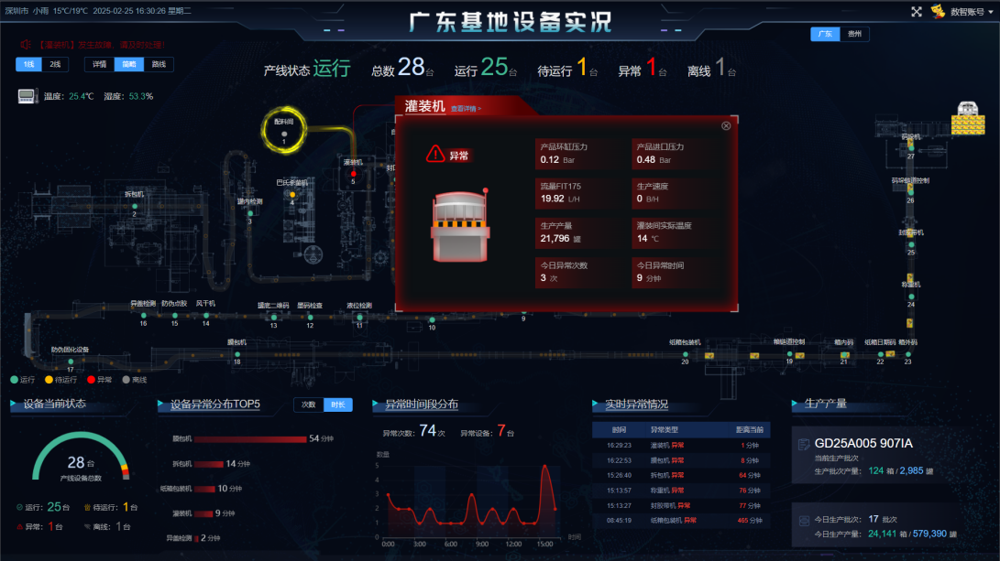 深圳市 小雨 15℃/19℃ 2025-02-25 16:30:26 星期二
广东基地设备实况
数智账号
广东 贵州
【灌装机】发生故障，请及时处理！
1线 2线 详情 简略 路线
产线状态 运行 总数 28 台 运行 25 台 待运行 1 台 异常 1 台 离线 1 台
温度: 25.4℃ 湿度: 53.3%
灌装机 查看详情 >
异常
产品环缸压力
0.12 Bar
产品进口压力
0.48 Bar
流量FIT175
19.92 L/H
生产速度
0 B/H
生产产量
21,796 罐
灌装间实际温度
14 ℃
今日异常次数
3 次
今日异常时间
9 分钟
配料间
1
拆包机
2
罐内检测
3
巴氏杀菌机
4
灌装机
5
码垛机
27
码垛链道控制
26
封胶带机
25
称重机
24
异盖检测
16
防伪点胶
15
风干机
14
罐底二维码
13
墨码检查
12
液位检测
11
10
9
防伪固化设备
17
膜包机
18
纸箱包装机
20
箱链道控制
19
箱内码
21
纸箱日期码
22
箱外码
23
运行 待运行 异常 离线
设备当前状态
28 台
产线设备总数
运行: 25 台 待运行: 1 台
异常: 1 台 离线: 1 台
设备异常分布TOP5
次数 时长
膜包机 54 分钟
拆包机 14 分钟
纸箱包装机 10 分钟
灌装机 9 分钟
异盖检测 2 分钟
异常时间段分布
异常次数: 74 次 异常设备: 7 台
数量
5
4
3
2
1
0
0:00 3:00 6:00 9:00 12:00 15:00
时间
实时异常情况
时间 异常类型 距离当前
16:29:23 灌装机 异常 1 分钟
16:22:53 膜包机 异常 8 分钟
15:26:40 拆包机 异常 64 分钟
15:13:57 称重机 异常 76 分钟
15:13:27 封胶带机 异常 77 分钟
08:45:19 纸箱包装机 异常 465 分钟
生产产量
GD25A005 907IA
当前生产批次
生产批次产量: 124 箱 / 2,985 罐
今日生产批次: 17 批次
今日生产产量: 24,141 箱 / 579,390 罐